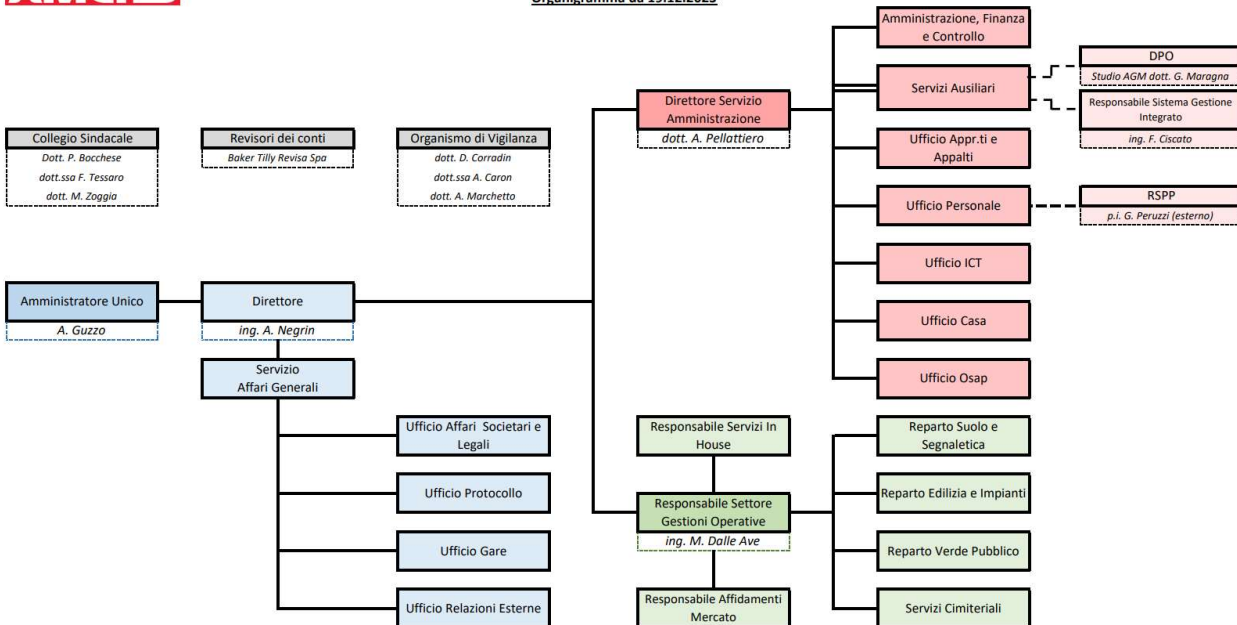 Organigramma da 19.12.2023
Amministrazione, Finanza
e Controllo
DPO
Studio AGM dott. G. Maragna
Servizi Ausiliari
Responsabile Sistema Gestione
Integrato
ing. F. Ciscato
Direttore Servizio
Amministrazione
dott. A. Pellattiero
Collegio Sindacale
Dott. P. Bocchese
dott.ssa F. Tessaro
dott. M. Zoggia
Revisori dei conti
Baker Tilly Revisa Spa
Organismo di Vigilanza
dott. D. Corradin
dott.ssa A. Caron
dott. A. Marchetto
Ufficio Appr.ti e
Appalti
Ufficio Personale
RSPP
p.i. G. Peruzzi (esterno)
Ufficio ICT
Amministratore Unico
A. Guzzo
Direttore
ing. A. Negrin
Ufficio Casa
Servizio
Affari Generali
Ufficio Osap
Ufficio Affari Societari e
Legali
Responsabile Servizi In
House
Reparto Suolo e
Segnaletica
Ufficio Protocollo
Responsabile Settore
Gestioni Operative
ing. M. Dalle Ave
Reparto Edilizia e Impianti
Ufficio Gare
Reparto Verde Pubblico
Ufficio Relazioni Esterne
Responsabile Affidamenti
Mercato
Servizi Cimiteriali